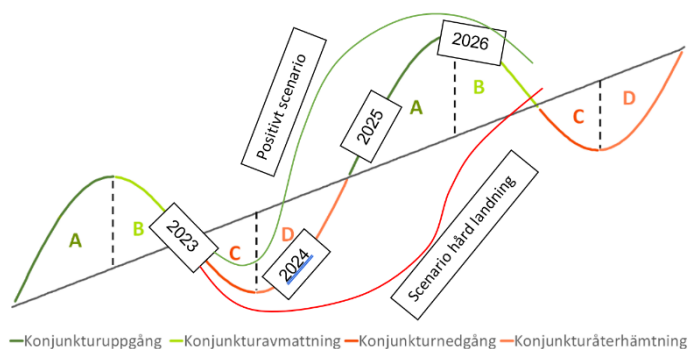 2026
Positivt scenario
2025
A
B
C
D
A
B
2023
C
D
2024
Scenario hård landning
Konjunkturuppgång Konjunkturavmattning Konjunkturnedgång Konjunkturåterhämtning